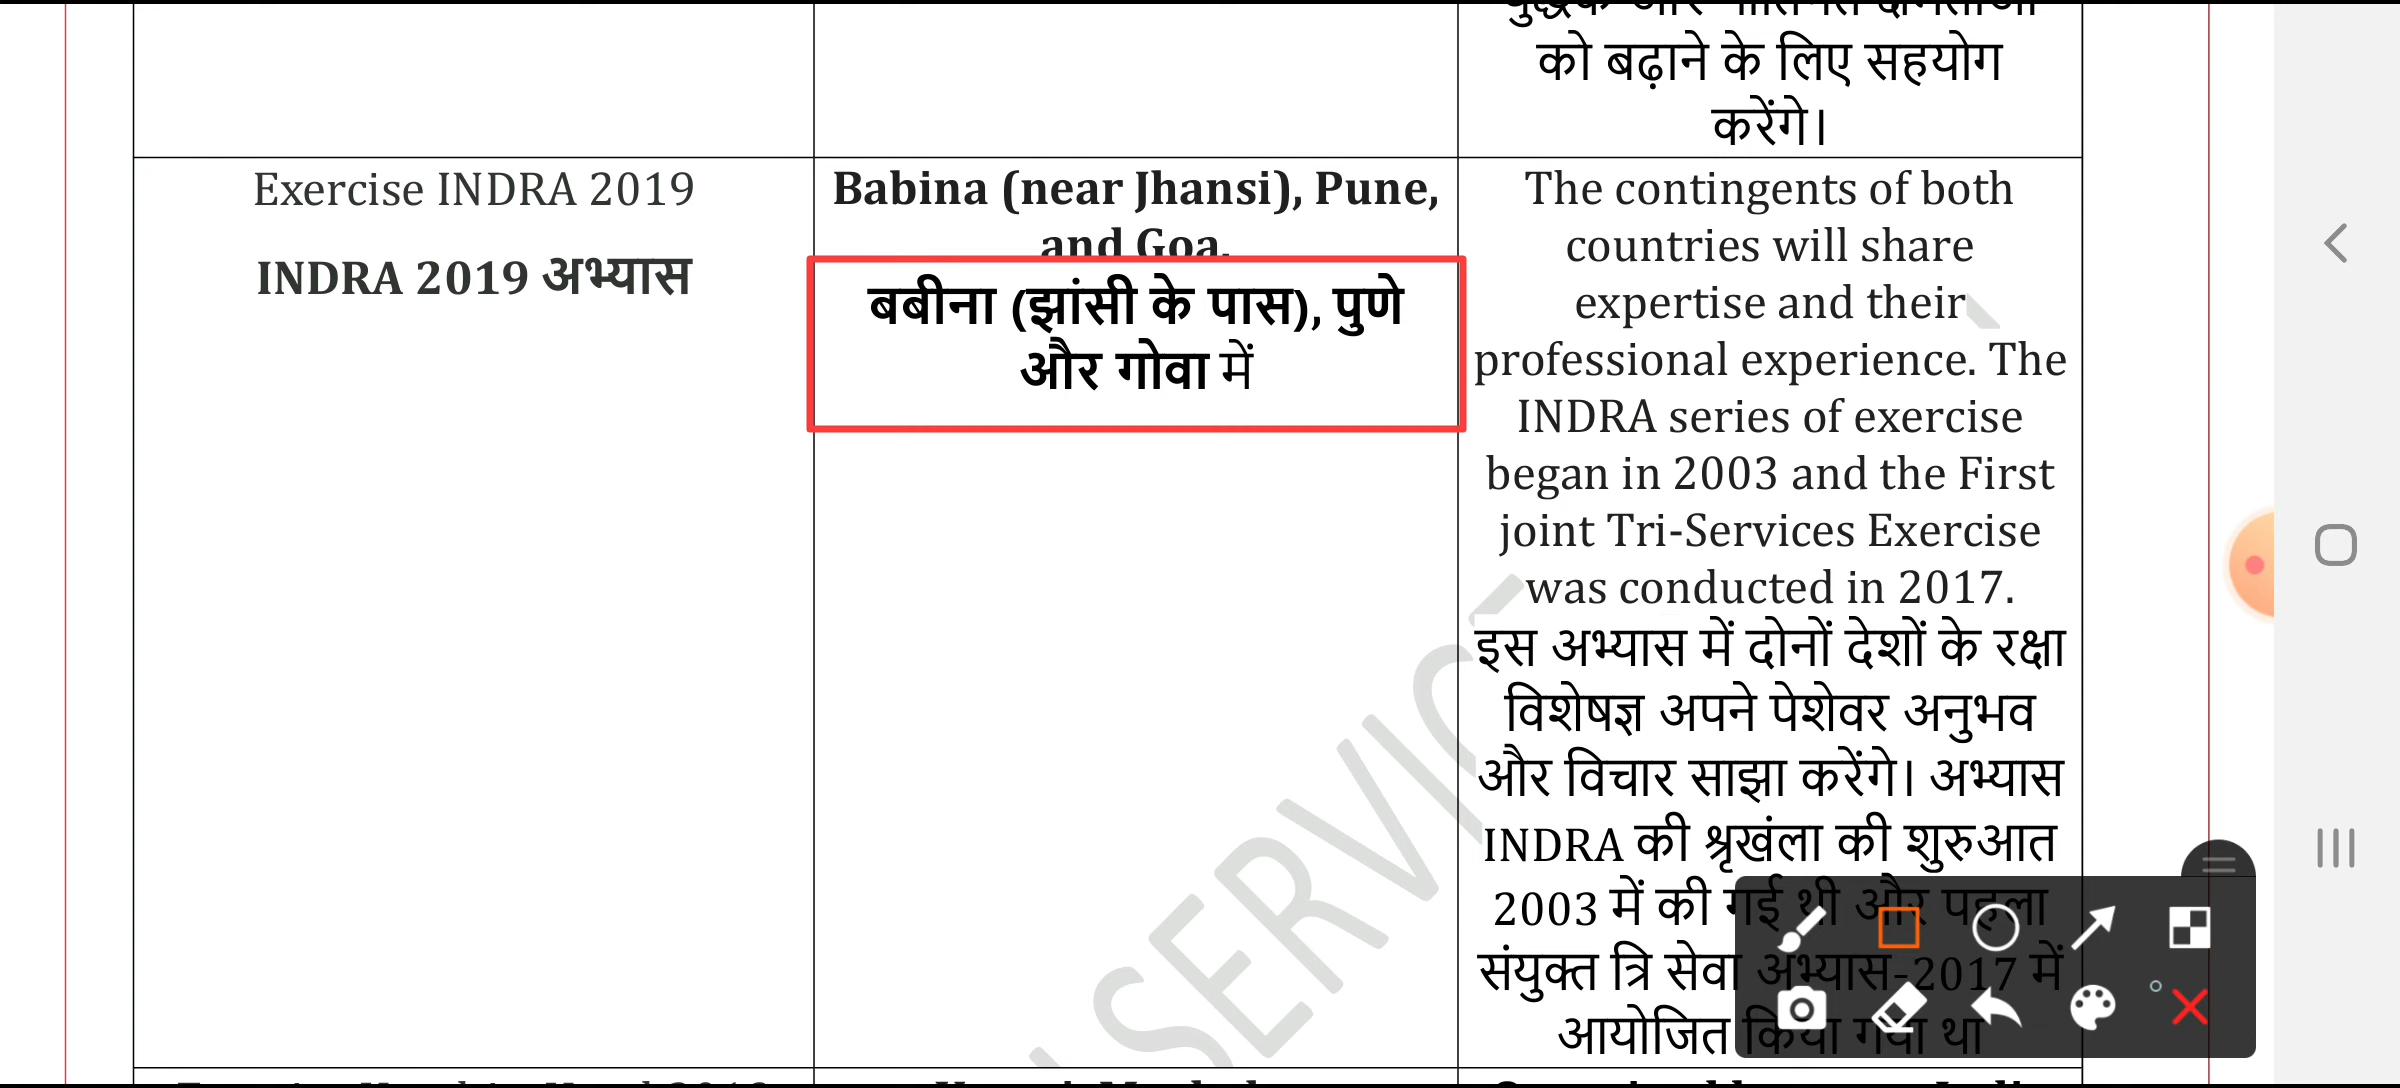 को बढ़ाने के लिए सहयोग
करेंगे।
Exercise INDRA 2019
INDRA 2019 अभ्यास
Babina (near Jhansi), Pune,
and Goa.
बबीना (झांसी के पास), पुणे
और गोवा में
The contingents of both
countries will share
expertise and their
professional experience. The
INDRA series of exercise
began in 2003 and the First
joint Tri-Services Exercise
was conducted in 2017.
इस अभ्यास में दोनों देशों के रक्षा
विशेषज्ञ अपने पेशेवर अनुभव
और विचार साझा करेंगे। अभ्यास
INDRA की श्रृखंला की शुरुआत
2003 में की गई थी और पहला
संयुक्त त्रि सेवा अभ्यास-2017 में
आयोजित किया गया था
SERVIC